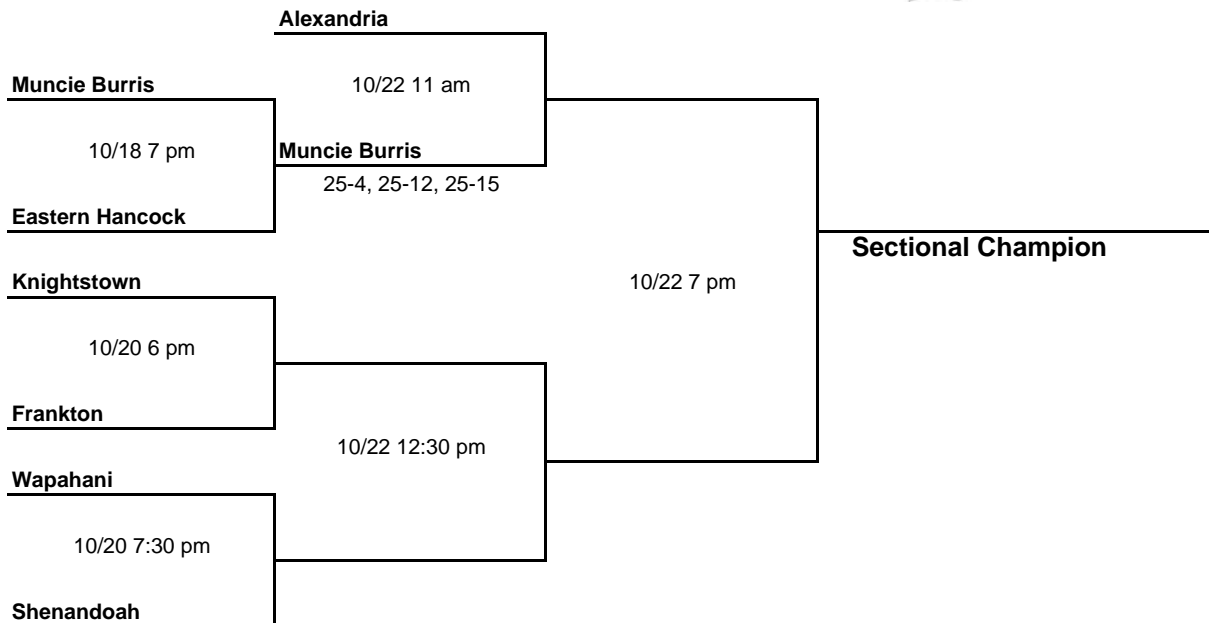 Alexandria
Muncie Burris
10/22 11 am
10/18 7 pm
Muncie Burris
25-4, 25-12, 25-15
Eastern Hancock
Sectional Champion
Knightstown
10/22 7 pm
10/20 6 pm
Frankton
10/22 12:30 pm
Wapahani
10/20 7:30 pm
Shenandoah